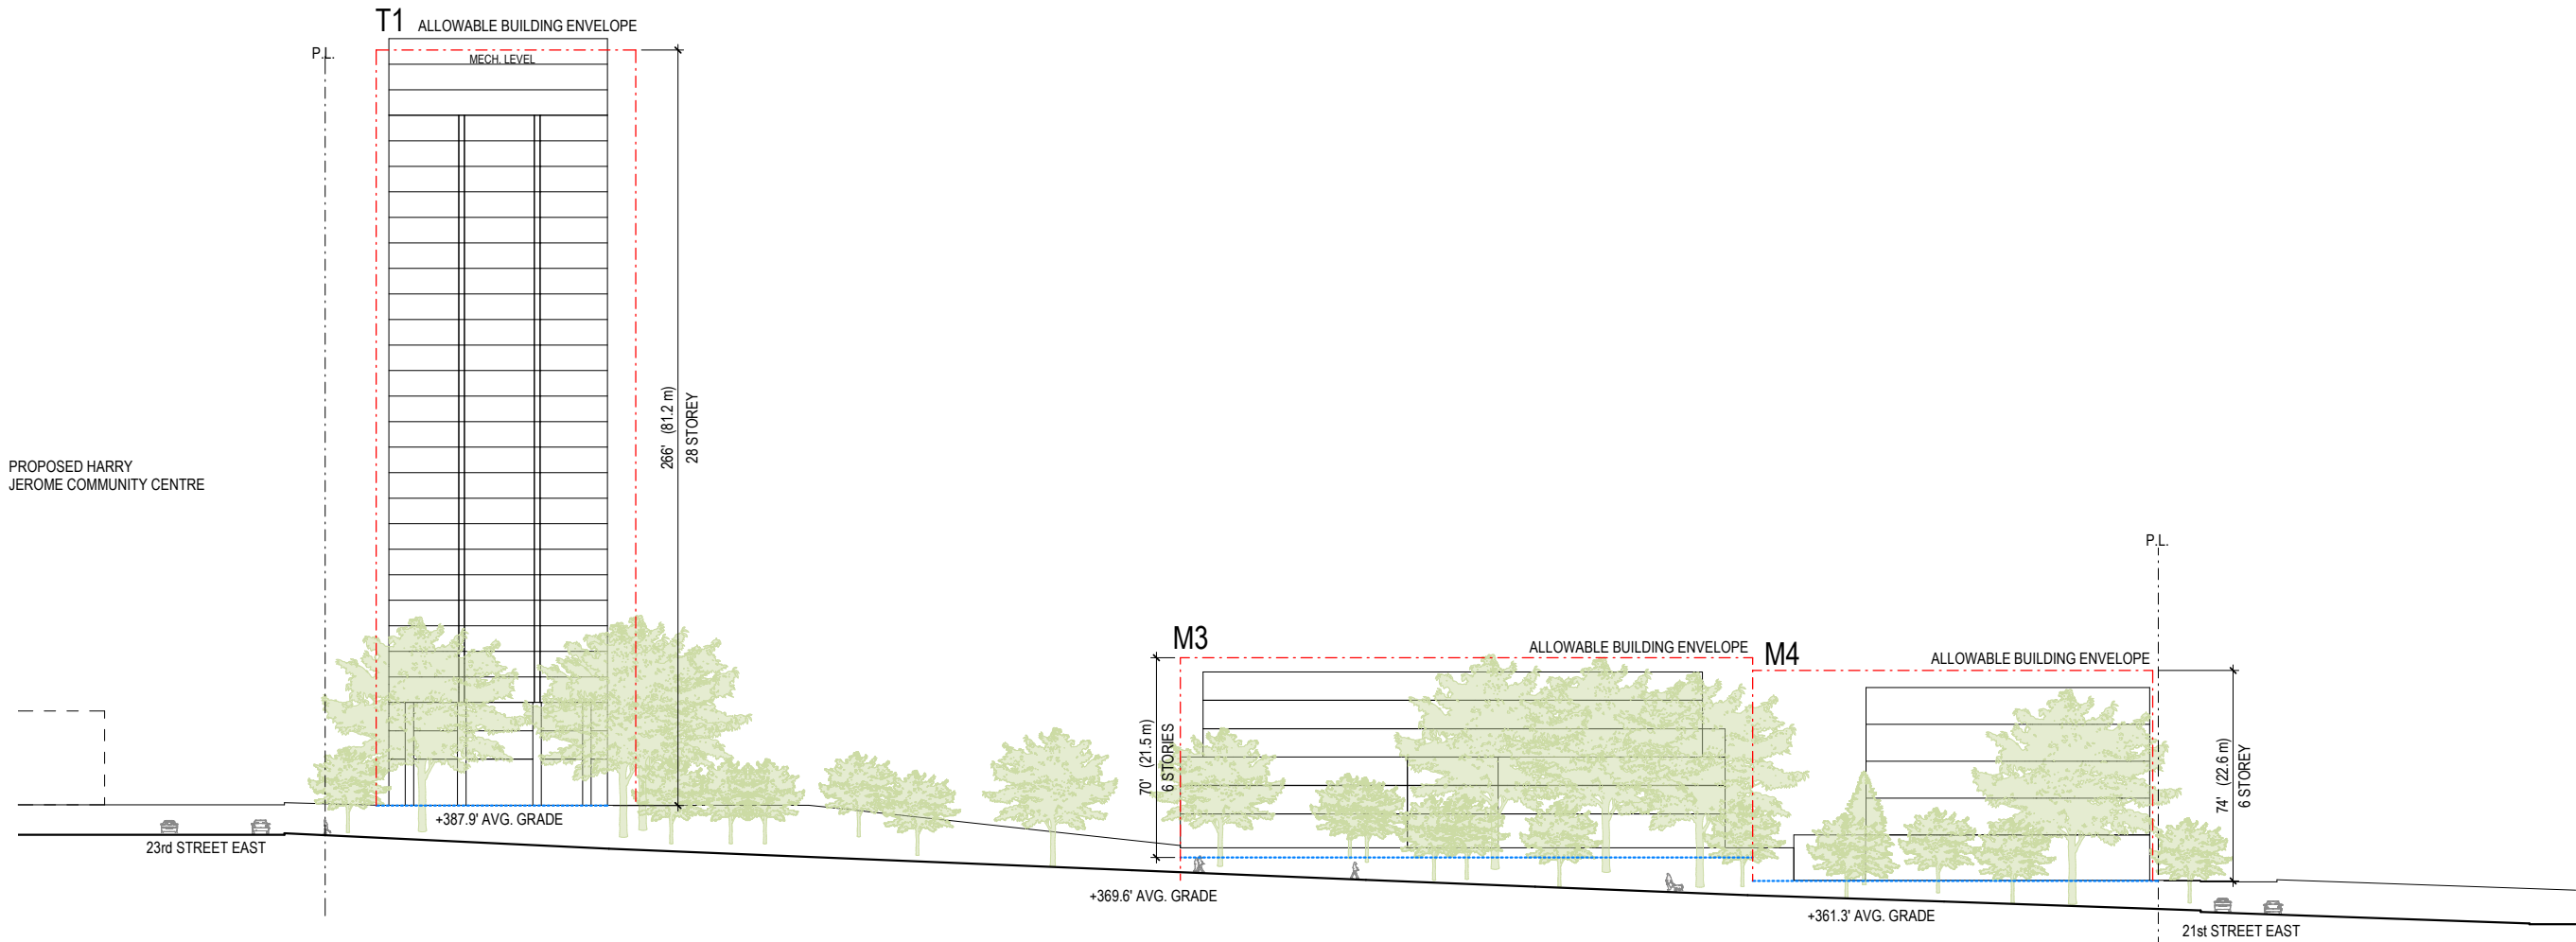 T1 ALLOWABLE BUILDING ENVELOPE
P.L.
MECH. LEVEL
266' (81.2 m)
28 STOREY
PROPOSED HARRY
JEROME COMMUNITY CENTRE
+387.9' AVG. GRADE
23rd STREET EAST
M3
ALLOWABLE BUILDING ENVELOPE
70' (21.5 m)
6 STORIES
+369.6' AVG. GRADE
M4
ALLOWABLE BUILDING ENVELOPE
P.L.
74' (22.6 m)
6 STOREY
+361.3' AVG. GRADE
21st STREET EAST